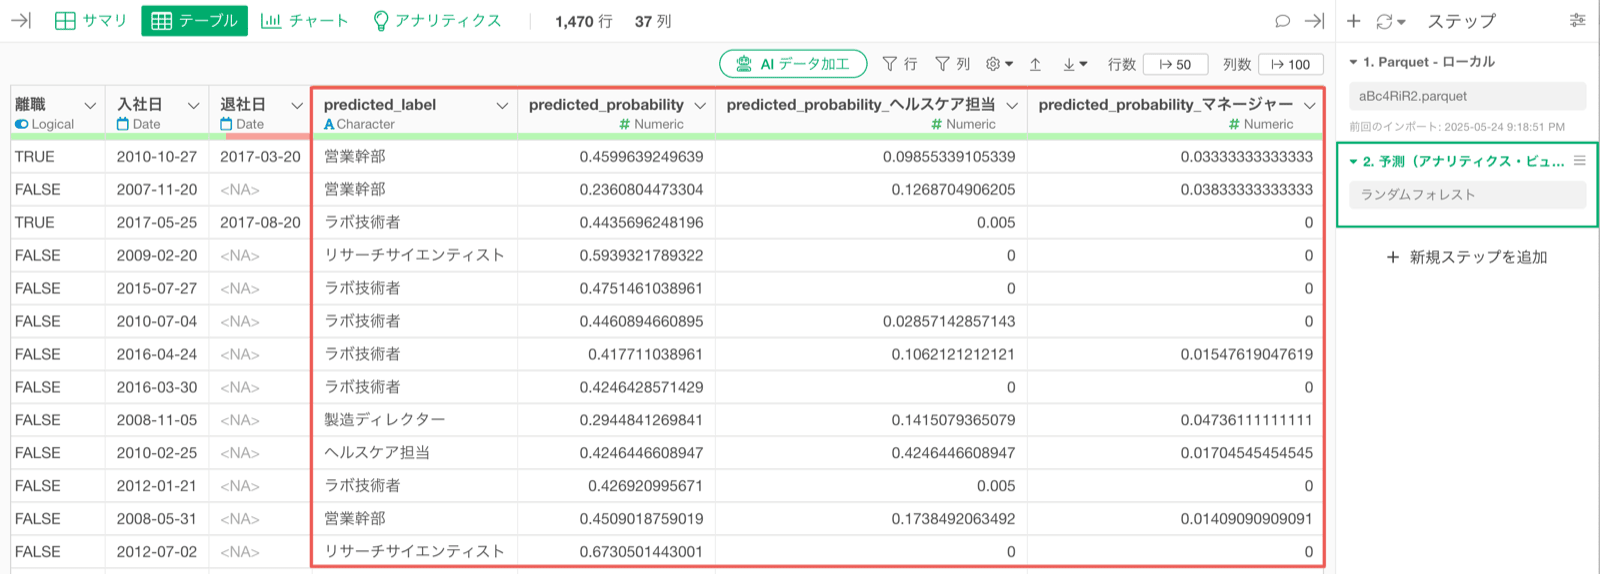 サマリ テーブル チャート アナリティクス 1,470 行 37 列 ステップ
AI データ加工 行 列 行数 50 列数 100
離職 入社日 退社日 predicted_label predicted_probability predicted_probability_ヘルスケア担当 predicted_probability_マネージャー
Logical Date Date A Character # Numeric # Numeric # Numeric
TRUE 2010-10-27 2017-03-20 営業幹部 0.4599639249639 0.09855339105339 0.03333333333333
FALSE 2007-11-20 <NA> 営業幹部 0.2360804473304 0.1268704906205 0.03833333333333
TRUE 2017-05-25 2017-08-20 ラボ技術者 0.4435696248196 0.005 0
FALSE 2009-02-20 <NA> リサーチサイエンティスト 0.5939321789322 0 0
FALSE 2015-07-27 <NA> ラボ技術者 0.4751461038961 0 0
FALSE 2010-07-04 <NA> ラボ技術者 0.4460894660895 0.02857142857143 0
FALSE 2016-04-24 <NA> ラボ技術者 0.417711038961 0.1062121212121 0.01547619047619
FALSE 2016-03-30 <NA> ラボ技術者 0.4246428571429 0 0
FALSE 2008-11-05 <NA> 製造ディレクター 0.2944841269841 0.1415079365079 0.04736111111111
FALSE 2010-02-25 <NA> ヘルスケア担当 0.4246446608947 0.4246446608947 0.01704545454545
FALSE 2012-01-21 <NA> ラボ技術者 0.426920995671 0.005 0
FALSE 2008-05-31 <NA> 営業幹部 0.4509018759019 0.1738492063492 0.01409090909091
FALSE 2012-07-02 <NA> リサーチサイエンティスト 0.6730501443001 0 0
1. Parquet - ローカル
aBc4RiR2.parquet
前回のインポート: 2025-05-24 9:18:51 PM
2. 予測（アナリティクス・ビュ...
ランダムフォレスト
+ 新規ステップを追加